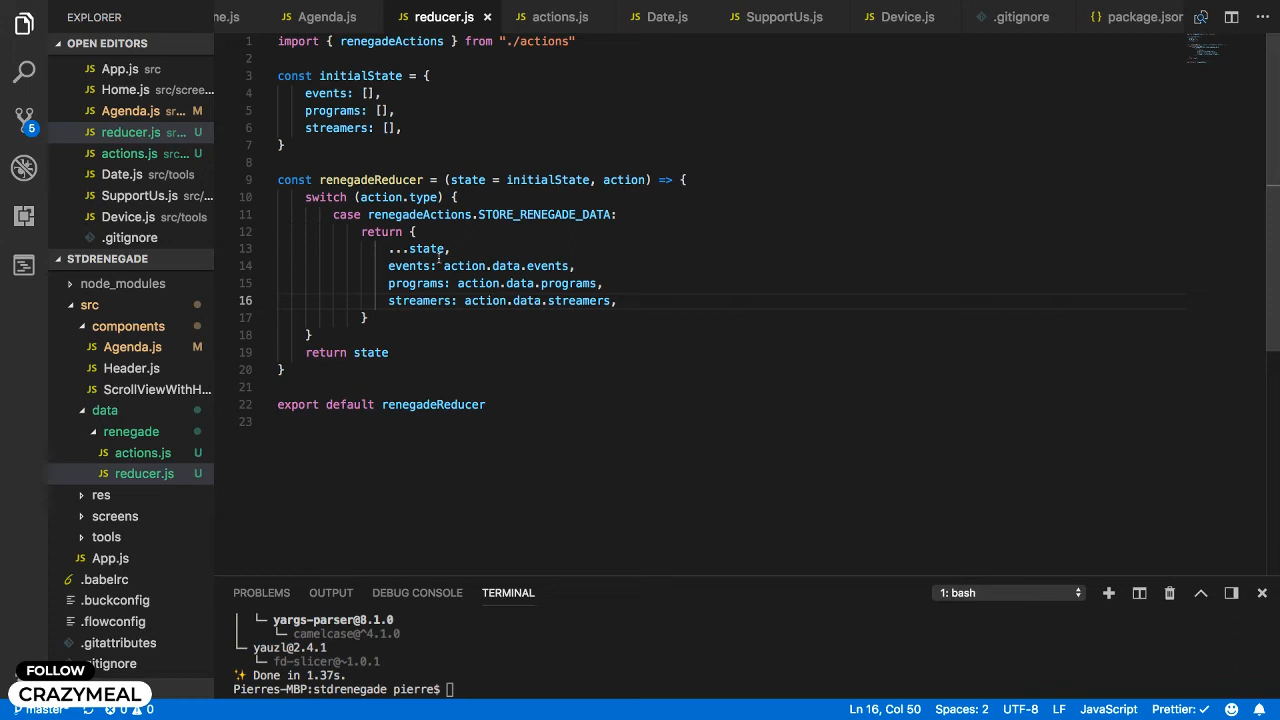 EXPLORER
OPEN EDITORS
App.js src
Home.js src/scree...
Agenda.js sr... M
reducer.js sr... U
actions.js src... U
Date.js src/tools
SupportUs.js src/tools
Device.js src/tools
.gitignore
STDRENEGADE
node_modules
src
components
Agenda.js M
Header.js
ScrollViewWithH...
data
renegade
actions.js U
reducer.js U
res
screens
tools
App.js
.babelrc
.buckconfig
.flowconfig
.gitattributes
itignore
FOLLOW
CRAZYMEAL
5
ne.js Agenda.js reducer.js actions.js Date.js SupportUs.js Device.js .gitignore package.json
1 import { renegadeActions } from "./actions"
2
3 const initialState = {
4 events: [],
5 programs: [],
6 streamers: [],
7 }
8
9 const renegadeReducer = (state = initialState, action) => {
10 switch (action.type) {
11 case renegadeActions.STORE_RENEGADE_DATA:
12 return {
13 ...state,
14 events: action.data.events,
15 programs: action.data.programs,
16 streamers: action.data.streamers,
17 }
18 }
19 return state
20 }
21
22 export default renegadeReducer
23
PROBLEMS OUTPUT DEBUG CONSOLE TERMINAL 1: bash
yargs-parser@8.1.0
camelcase@^4.1.0
yauzl@2.4.1
fd-slicer@~1.0.1
✨ Done in 1.37s.
Pierres-MBP:stdrenegade pierre$
master* 0 0 Ln 16, Col 50 Spaces: 2 UTF-8 LF JavaScript Prettier: ✓